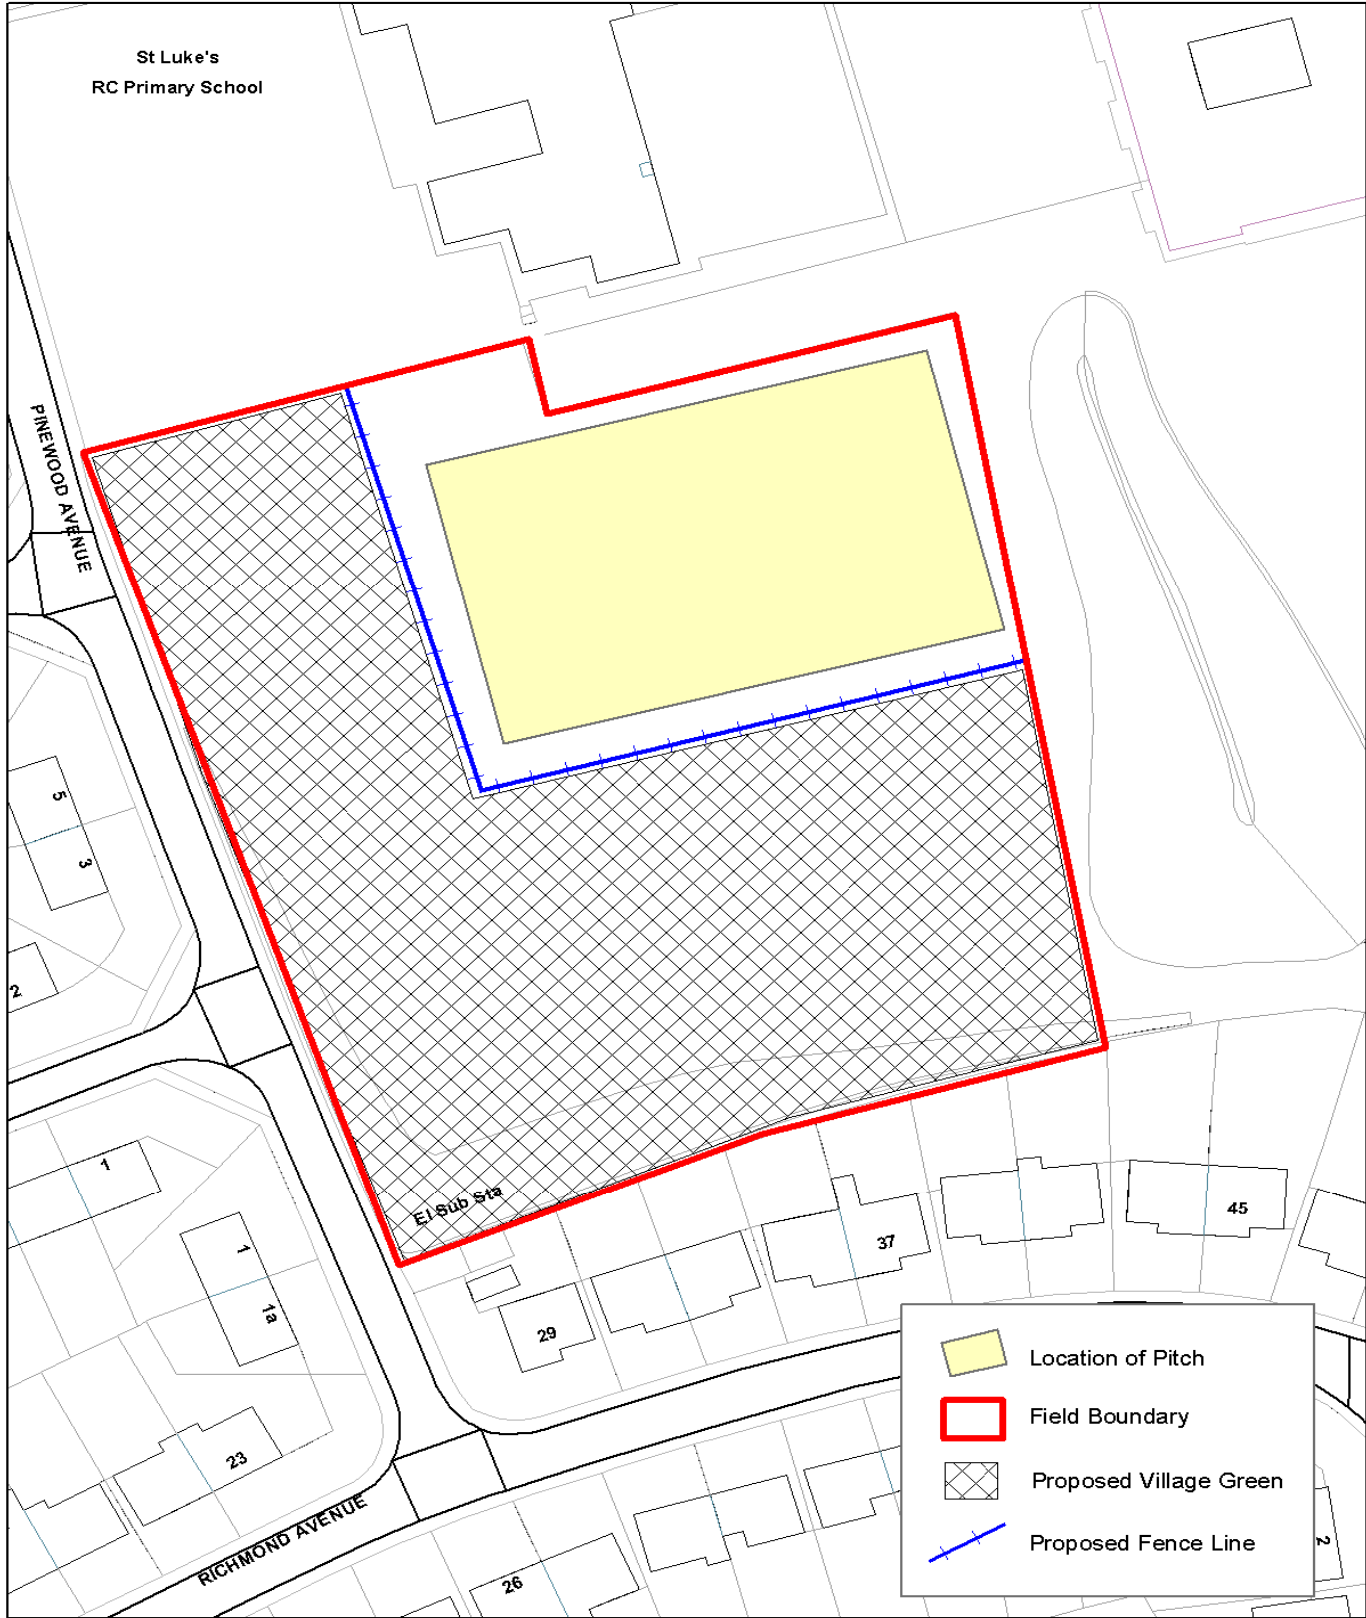 St Luke's
RC Primary School
PINEWOOD AVENUE
5
3
2
1
1
1a
El Sub Sta
37
45
29
23
RICHMOND AVENUE
26
2
Location of Pitch
Field Boundary
Proposed Village Green
Proposed Fence Line